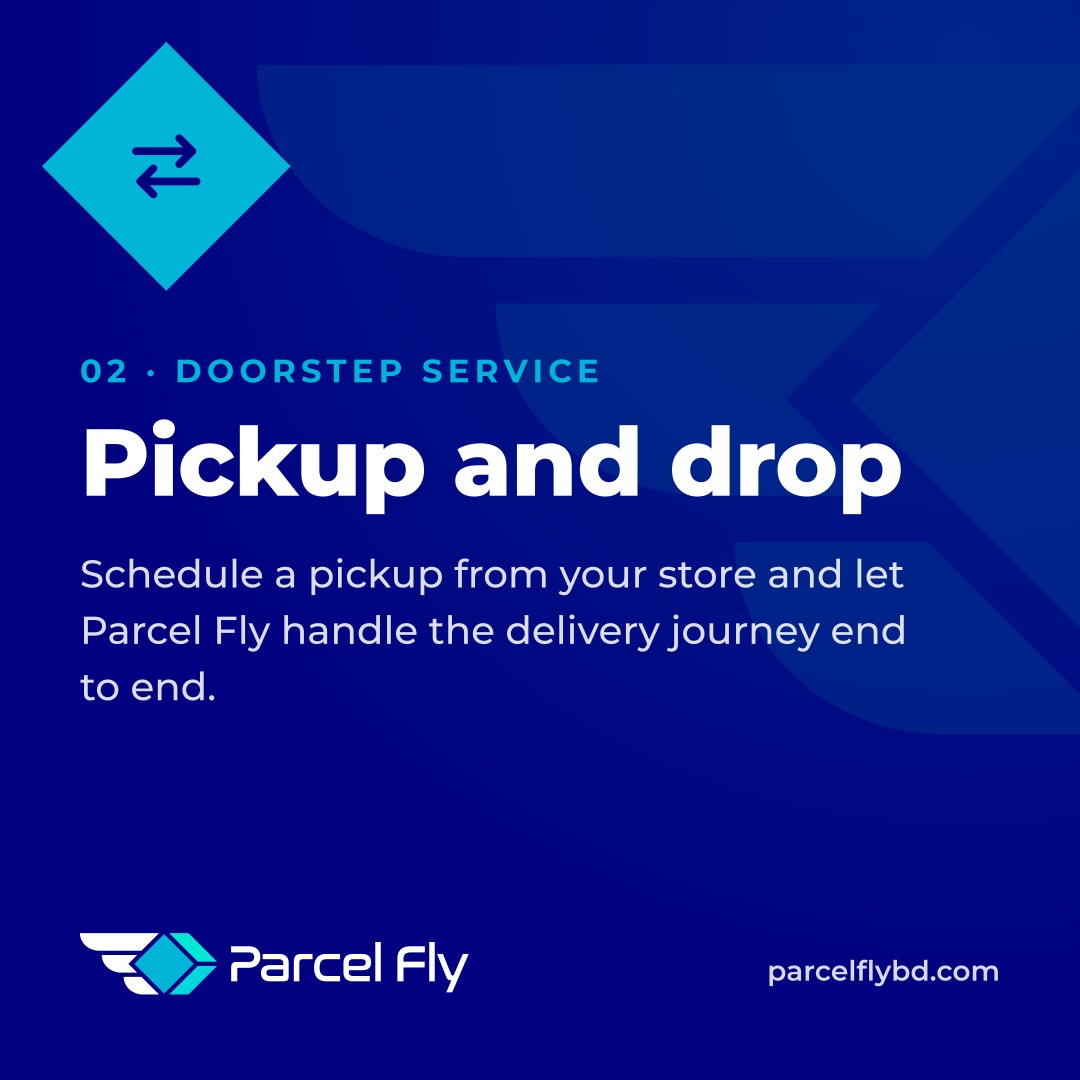 02 · DOORSTEP SERVICE
Pickup and drop
Schedule a pickup from your store and let
Parcel Fly handle the delivery journey end
to end.
Parcel Fly
parcelflybd.com